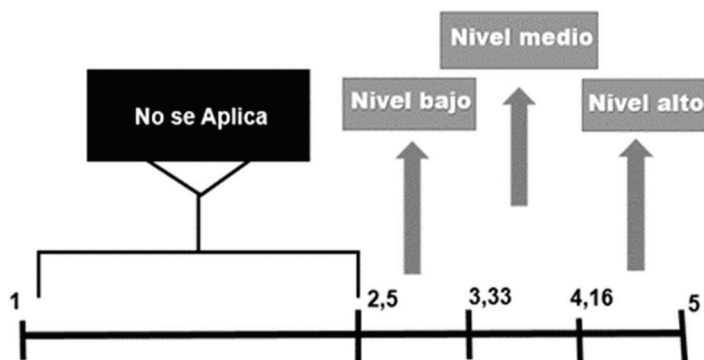 Nivel medio
No se Aplica
Nivel bajo
Nivel alto
1
2,5
3,33
4,16
5